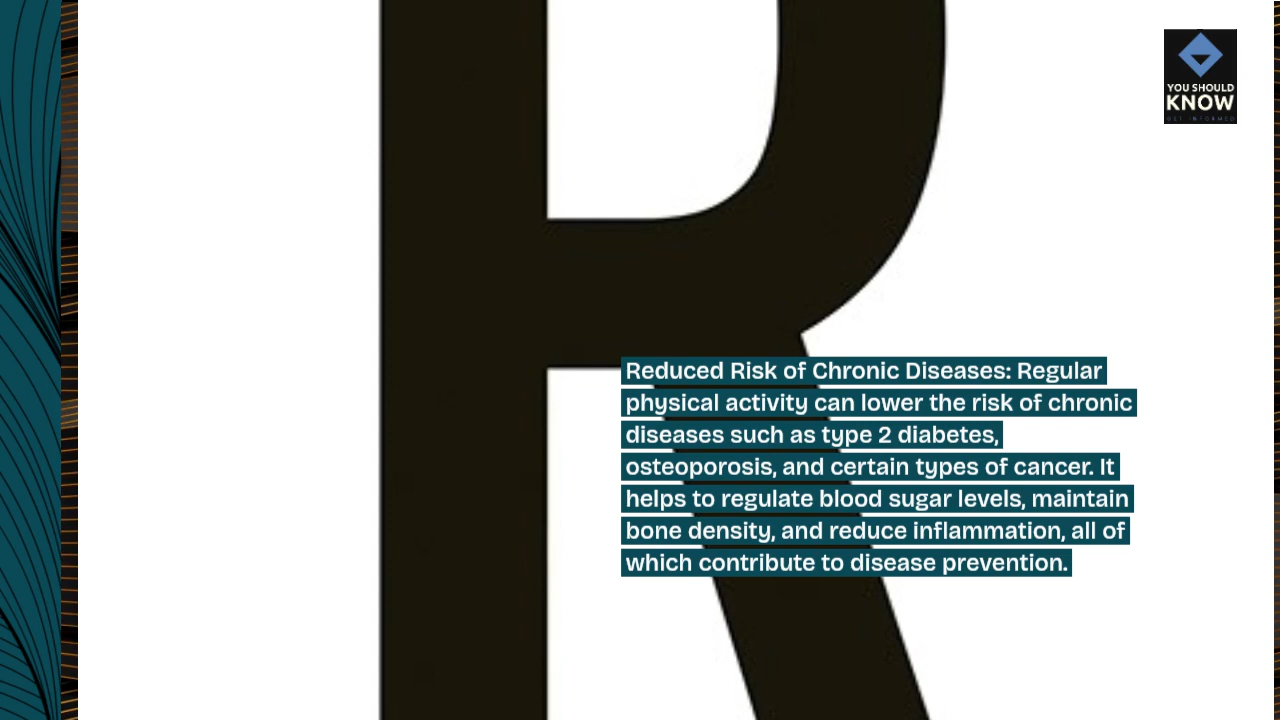 R
YOU SHOULD
KNOW
GET INFORMED
Reduced Risk of Chronic Diseases: Regular
physical activity can lower the risk of chronic
diseases such as type 2 diabetes,
osteoporosis, and certain types of cancer. It
helps to regulate blood sugar levels, maintain
bone density, and reduce inflammation, all of
which contribute to disease prevention.